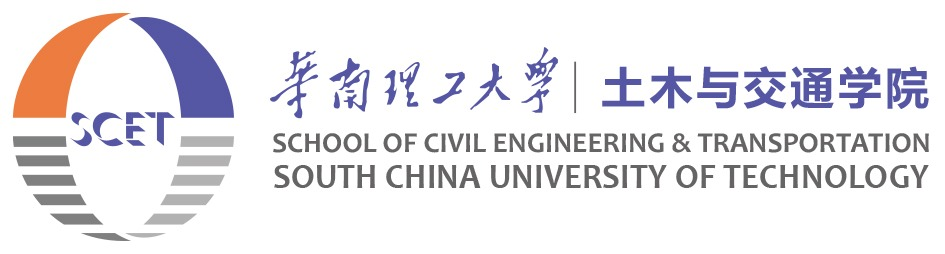 SCET
華南理工大學 | 土木与交通学院
SCHOOL OF CIVIL ENGINEERING & TRANSPORTATION
SOUTH CHINA UNIVERSITY OF TECHNOLOGY